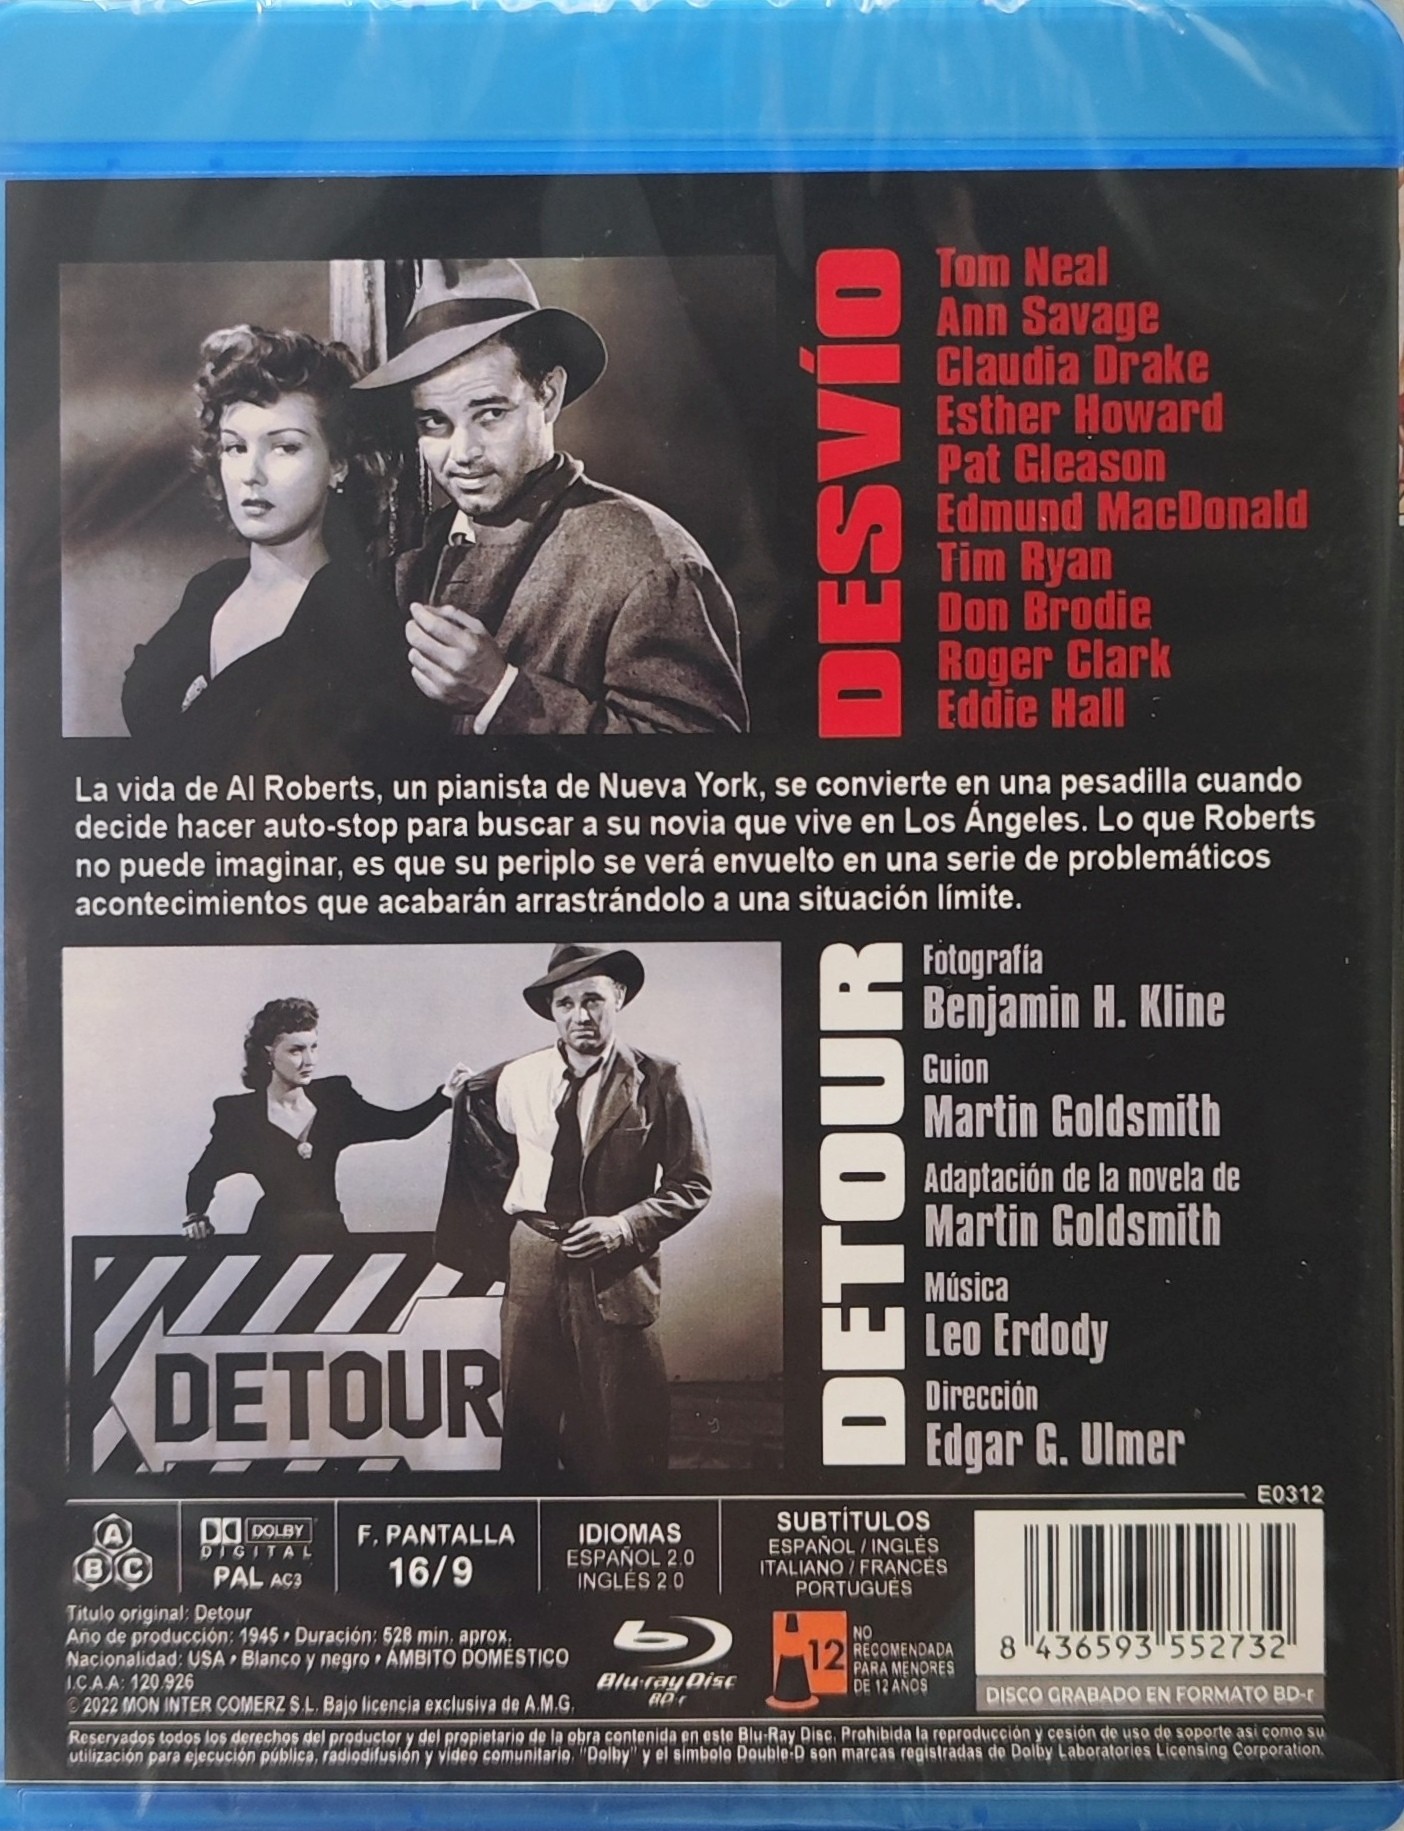 DESVÍO
Tom Neal
Ann Savage
Claudia Drake
Esther Howard
Pat Gleason
Edmund MacDonald
Tim Ryan
Don Brodie
Roger Clark
Eddie Hall
La vida de Al Roberts, un pianista de Nueva York, se convierte en una pesadilla cuando
decide hacer auto-stop para buscar a su novia que vive en Los Ángeles. Lo que Roberts
no puede imaginar, es que su periplo se verá envuelto en una serie de problemáticos
acontecimientos que acabarán arrastrándolo a una situación límite.
DETOUR
DETOUR
Fotografía
Benjamin H. Kline
Guion
Martin Goldsmith
Adaptación de la novela de
Martin Goldsmith
Música
Leo Erdody
Dirección
Edgar G. Ulmer
E0312
A
B C
DOLBY
DIGITAL
PAL AC3
F. PANTALLA
16/9
IDIOMAS
ESPAÑOL 2.0
INGLÉS 2.0
SUBTÍTULOS
ESPAÑOL / INGLÉS
ITALIANO / FRANCÉS
PORTUGUÉS
Titulo original: Detour
Año de producción: 1945 • Duración: 528 min. aprox.
Nacionalidad: USA • Blanco y negro • ÁMBITO DOMÉSTICO
I.C.A.A: 120.926
© 2022 MON INTER COMERZ S.L. Bajo licencia exclusiva de A.M.G.
Blu-ray Disc
BD-r
12
NO
RECOMENDADA
PARA MENORES
DE 12 AÑOS
8 436593 552732
DISCO GRABADO EN FORMATO BD-r
Reservados todos los derechos del productor y del propietario de la obra contenida en este Blu-Ray Disc. Prohibida la reproducción y cesión de uso de soporte asi como su
utilización para ejecución pública, radiodifusión y video comunitario. "Dolby" y el símbolo Double-D son marcas registradas de Dolby Laboratories Licensing Corporation.